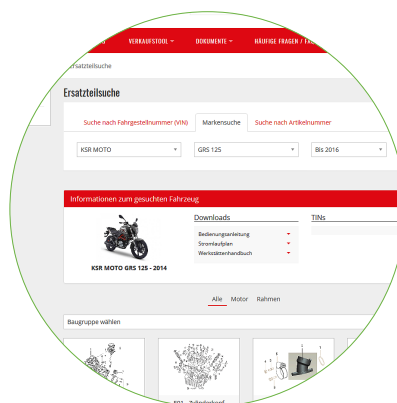 VERKAUFSTOOL DOKUMENTE HÄUFIGE FRAGEN / FA
Ersatzteilsuche
Ersatzteilsuche
Suche nach Fahrgestellnummer (VIN) Markensuche Suche nach Artikelnummer
KSR MOTO GRS 125 Bis 2016
Informationen zum gesuchten Fahrzeug
Downloads TINs
Bedienungsanleitung
Stromlaufplan
Werkstättenhandbuch
KSR MOTO GRS 125 - 2014
Alle Motor Rahmen
Baugruppe wählen